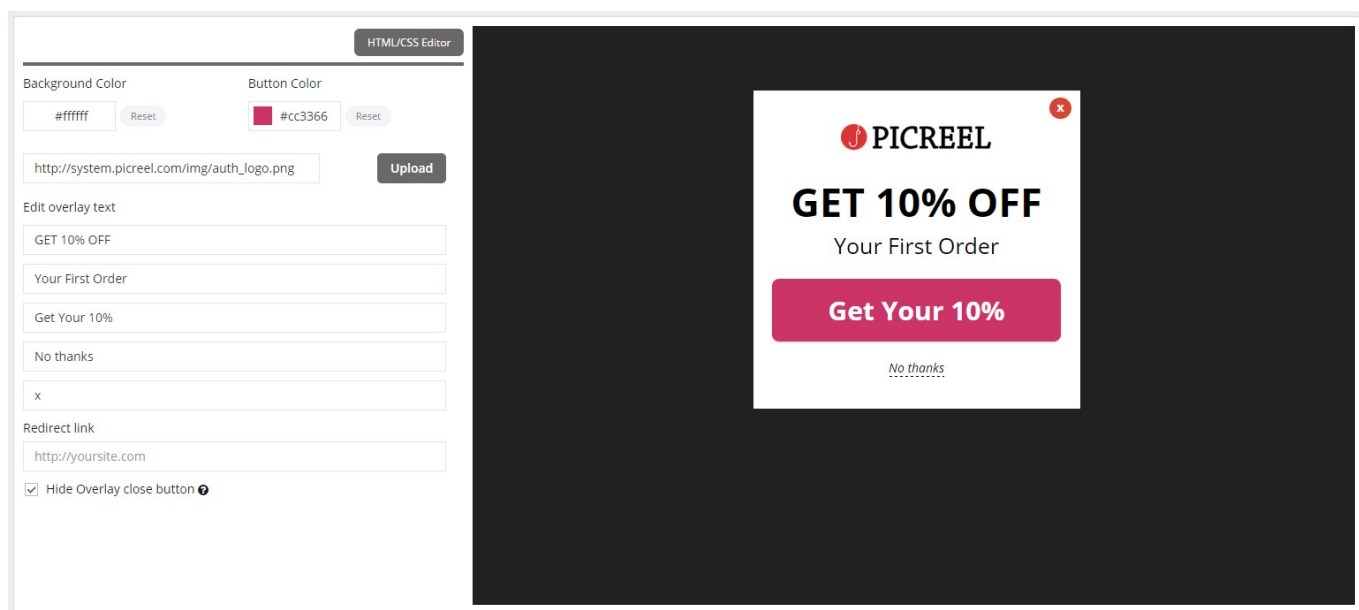 HTML/CSS Editor
Background Color
Button Color
#ffffff
Reset
#cc3366
Reset
http://system.picreel.com/img/auth_logo.png
Upload
Edit overlay text
GET 10% OFF
Your First Order
Get Your 10%
No thanks
x
Redirect link
http://yoursite.com
Hide Overlay close button ?
x
PICREEL
GET 10% OFF
Your First Order
Get Your 10%
No thanks